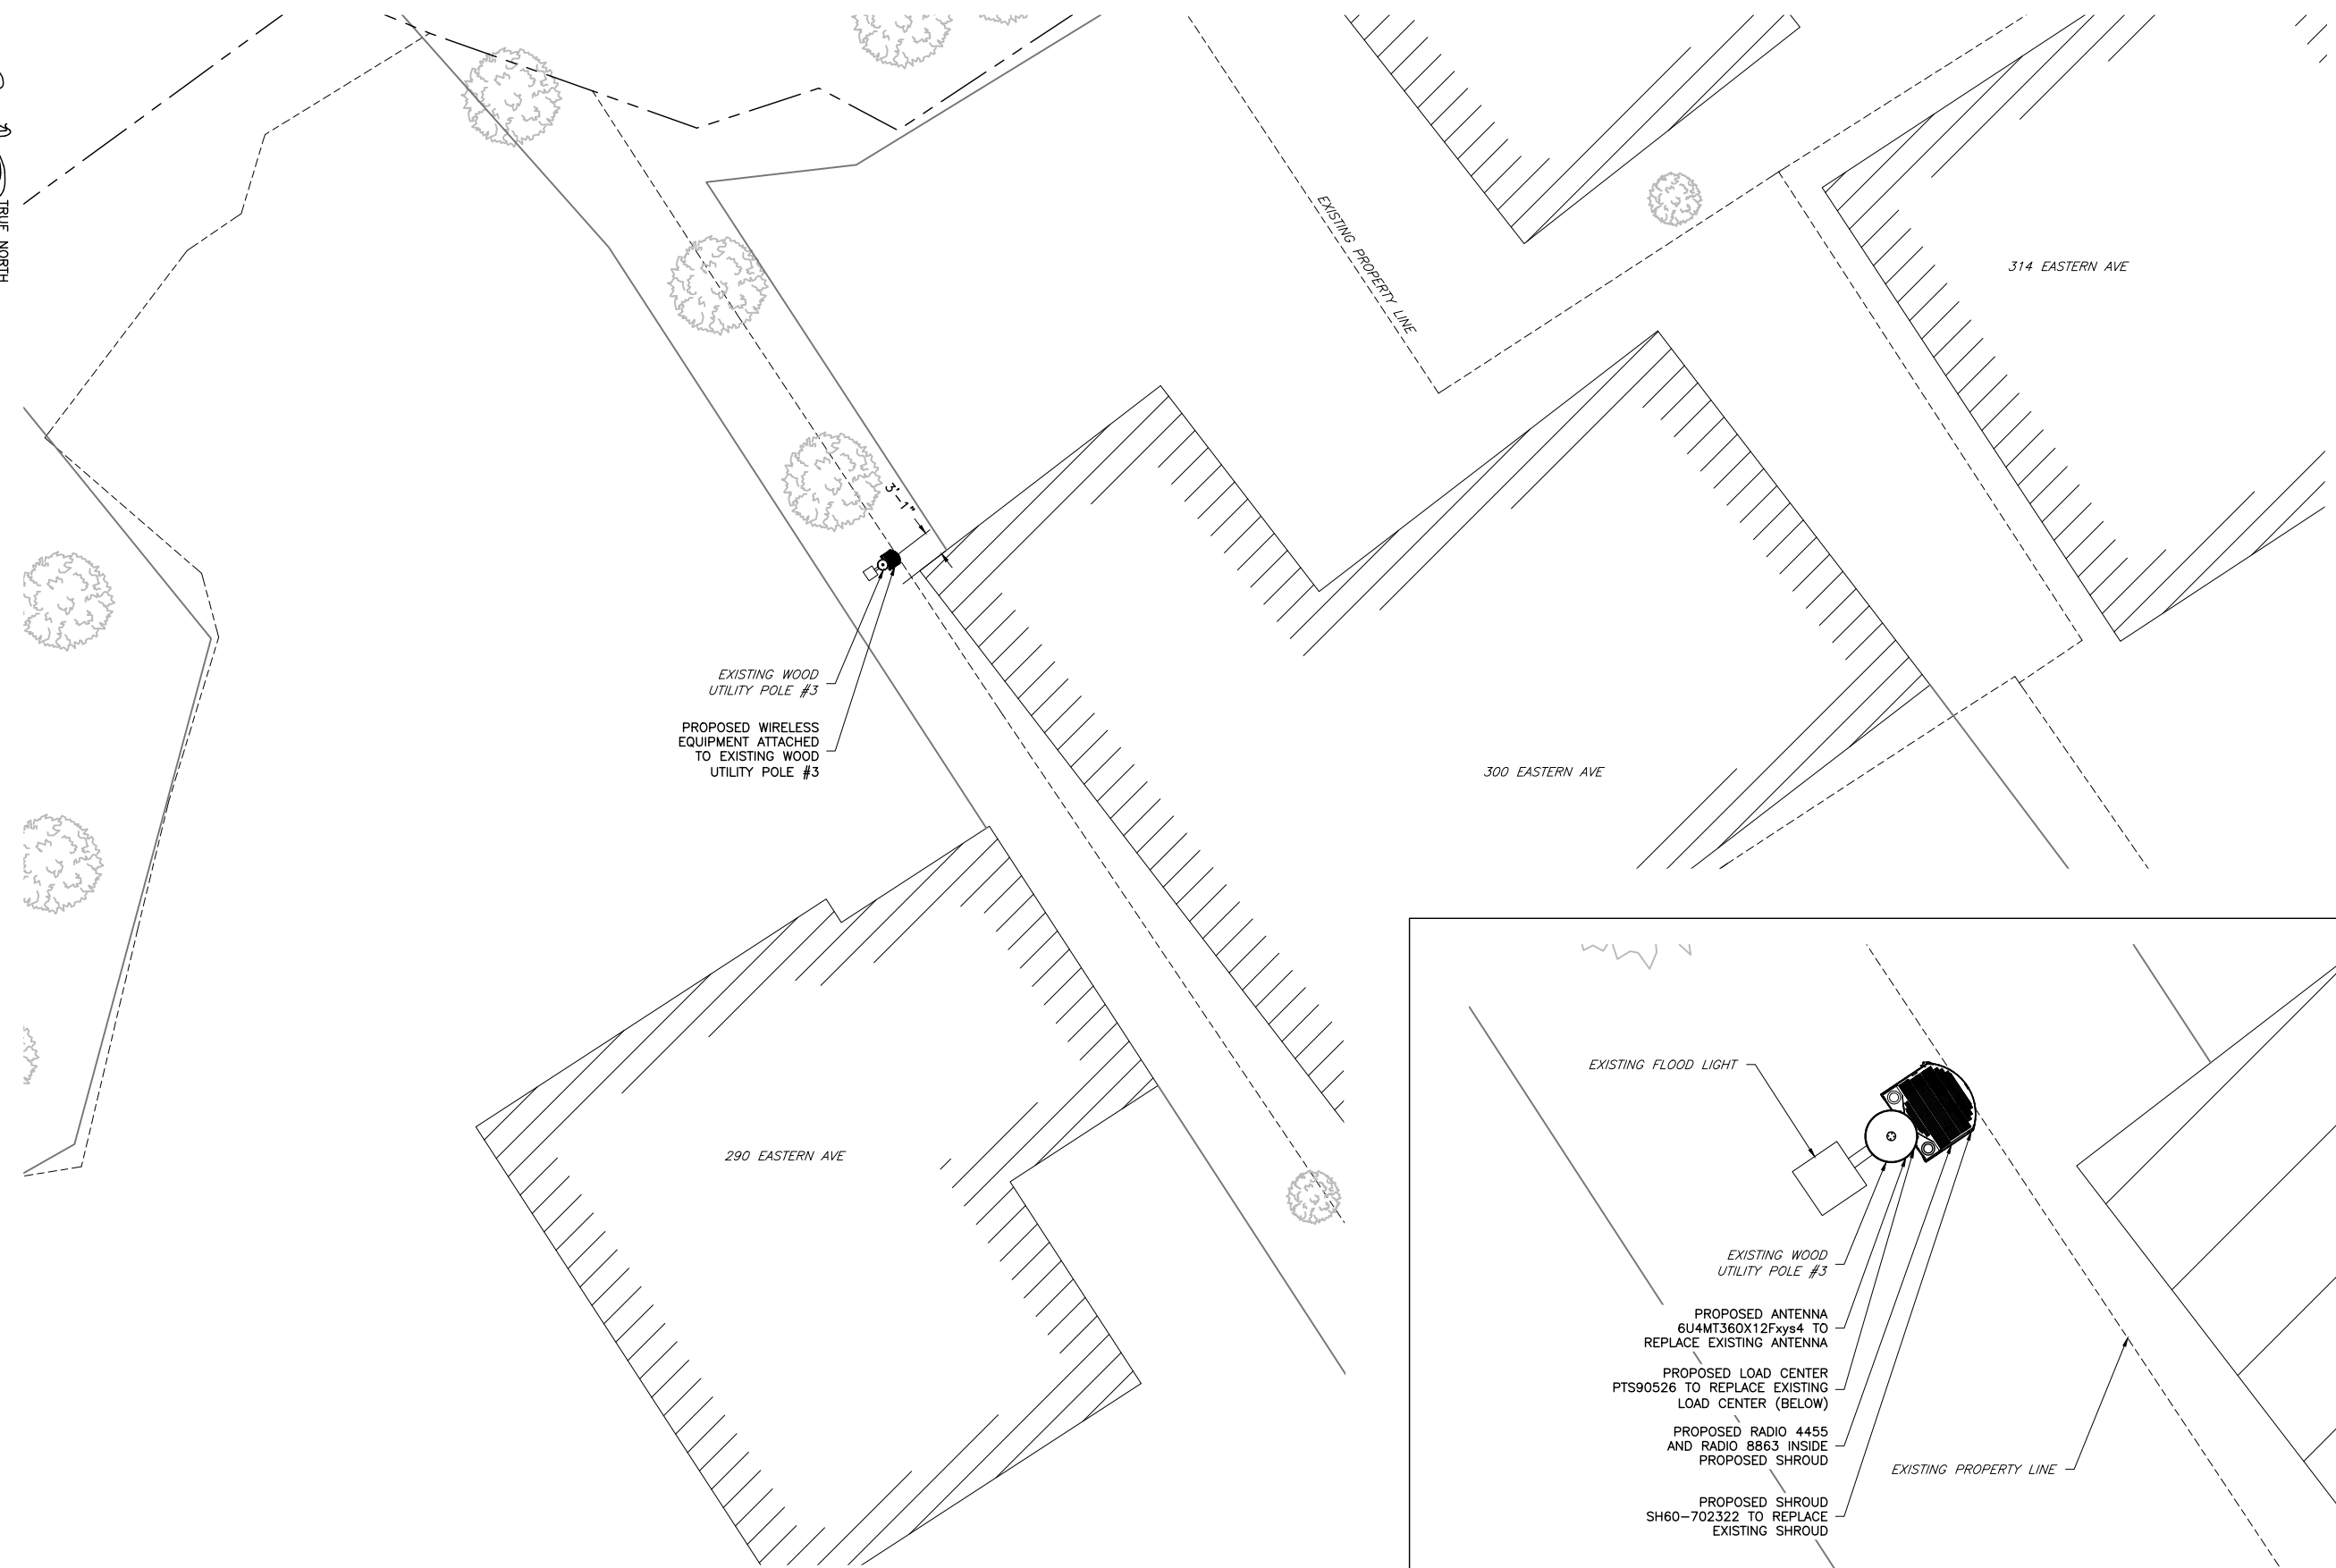 TRUE NORTH
EXISTING PROPERTY LINE
314 EASTERN AVE
3'-1"
EXISTING WOOD
UTILITY POLE #3
PROPOSED WIRELESS
EQUIPMENT ATTACHED
TO EXISTING WOOD
UTILITY POLE #3
300 EASTERN AVE
290 EASTERN AVE
EXISTING FLOOD LIGHT
EXISTING WOOD
UTILITY POLE #3
PROPOSED ANTENNA
6U4MT360X12Fxys4 TO
REPLACE EXISTING ANTENNA
PROPOSED LOAD CENTER
PTS90526 TO REPLACE EXISTING
LOAD CENTER (BELOW)
PROPOSED RADIO 4455
AND RADIO 8863 INSIDE
PROPOSED SHROUD
EXISTING PROPERTY LINE
PROPOSED SHROUD
SH60-702322 TO REPLACE
EXISTING SHROUD